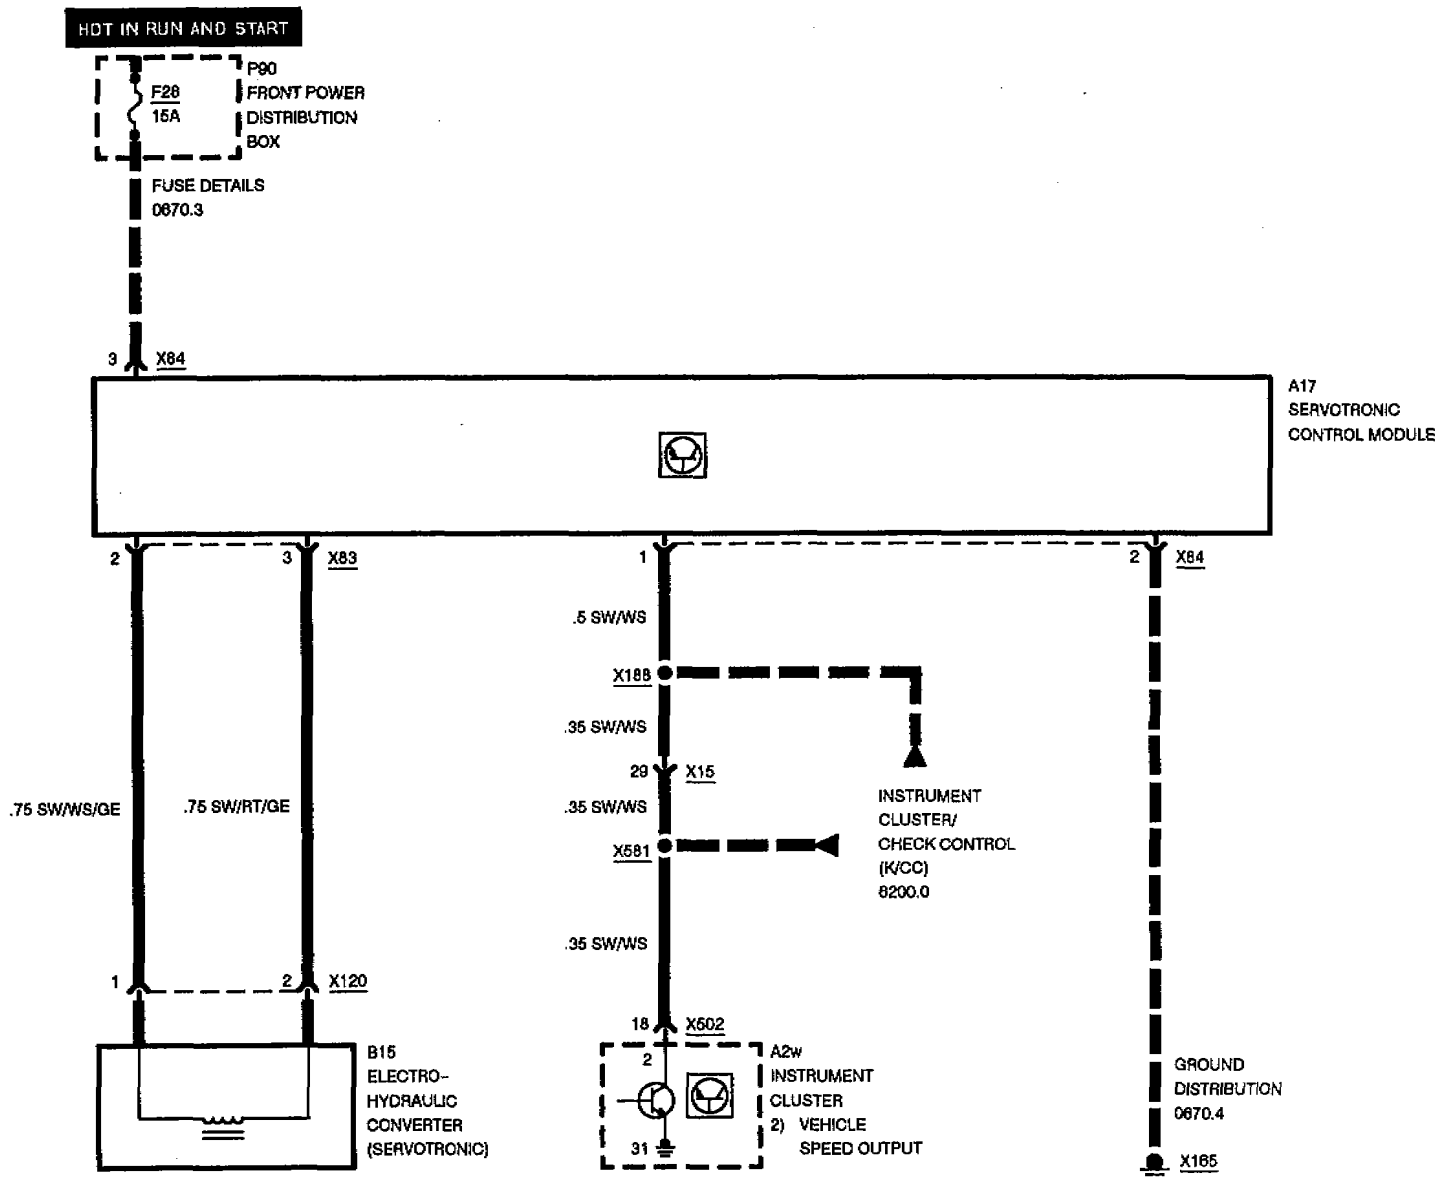 HOT IN RUN AND START
P90
FRONT POWER
DISTRIBUTION
BOX
F28
15A
FUSE DETAILS
0670.3
3 X84
A17
SERVOTRONIC
CONTROL MODULE
2 3 X83
1 2 X84
.5 SW/WS
X188
.35 SW/WS
29 X15
.35 SW/WS
X581
INSTRUMENT
CLUSTER/
CHECK CONTROL
(K/CC)
6200.0
.75 SW/WS/GE
.75 SW/RT/GE
.35 SW/WS
1 2 X120
18 X502
B15
ELECTRO-
HYDRAULIC
CONVERTER
(SERVOTRONIC)
2
31
A2w
INSTRUMENT
CLUSTER
2) VEHICLE
SPEED OUTPUT
GROUND
DISTRIBUTION
0670.4
X165